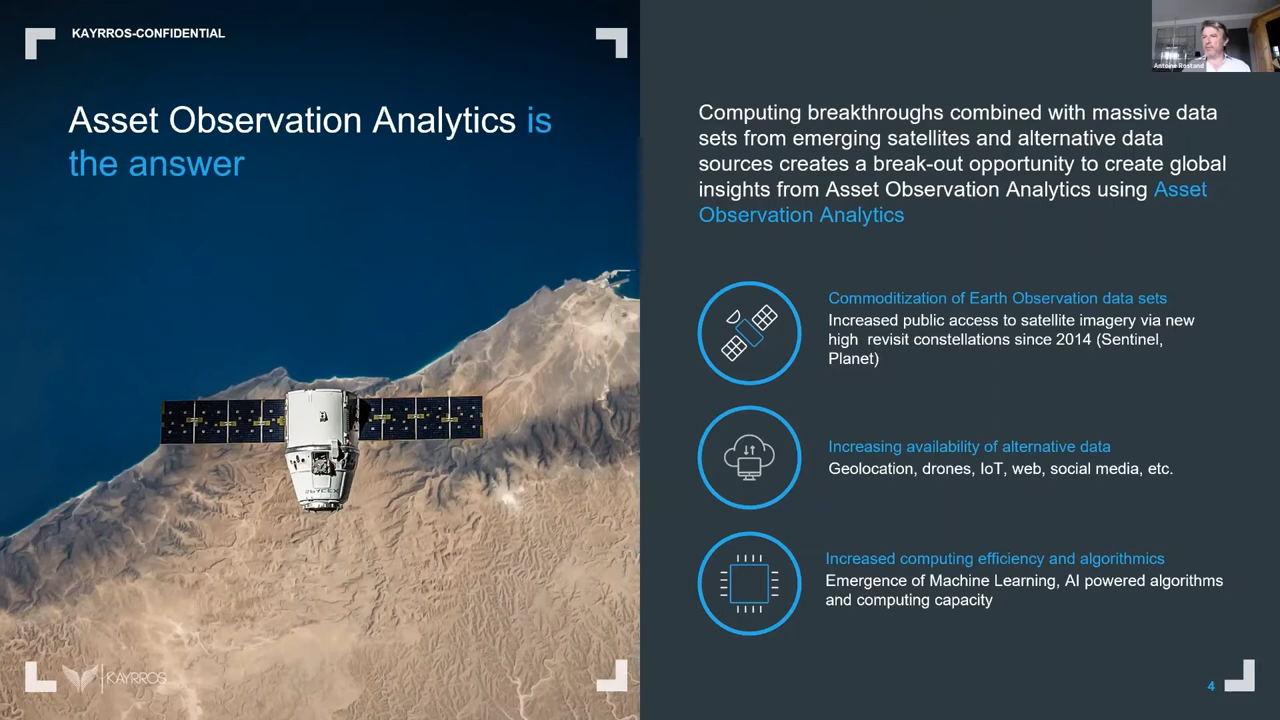 KAYRROS-CONFIDENTIAL
Asset Observation Analytics is
the answer
KAYRROS
Antoine Rostand
Computing breakthroughs combined with massive data
sets from emerging satellites and alternative data
sources creates a break-out opportunity to create global
insights from Asset Observation Analytics using Asset
Observation Analytics
Commoditization of Earth Observation data sets
Increased public access to satellite imagery via new
high revisit constellations since 2014 (Sentinel,
Planet)
Increasing availability of alternative data
Geolocation, drones, IoT, web, social media, etc.
Increased computing efficiency and algorithmics
Emergence of Machine Learning, AI powered algorithms
and computing capacity
4